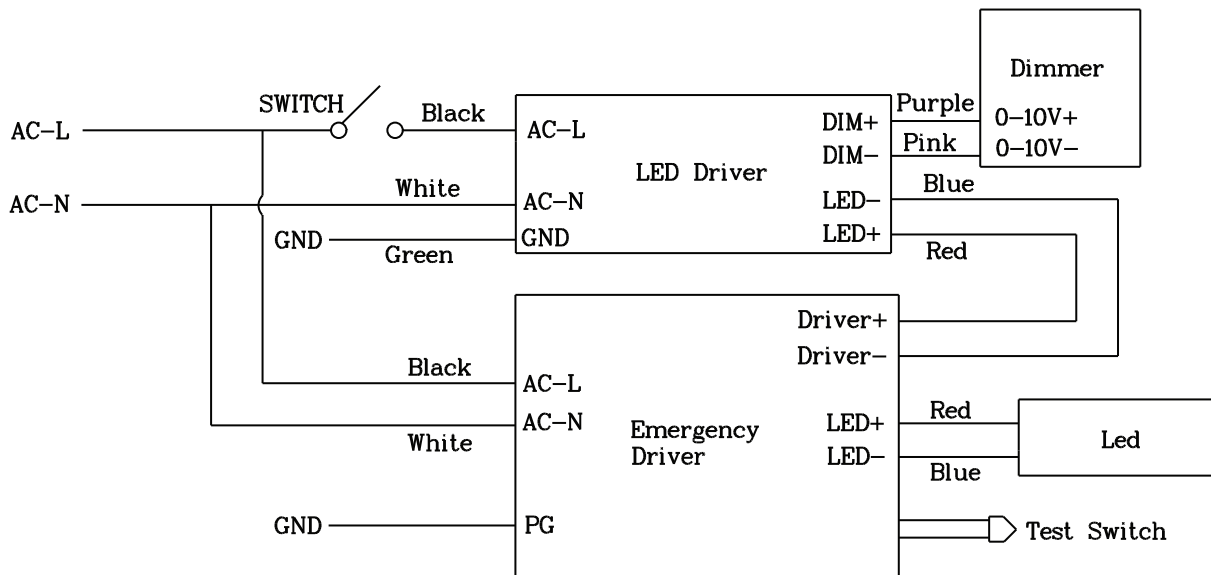 Dimmer
0-10V+
0-10V-
SWITCH
Black
AC-L
AC-L
Purple
DIM+
Pink
DIM-
LED Driver
AC-N
White
AC-N
Blue
LED-
GND
Green
GND
LED+
Red
Driver+
Driver-
Black
AC-L
White
AC-N
Emergency
Driver
LED+
Red
LED-
Blue
Led
GND
PG
Test Switch